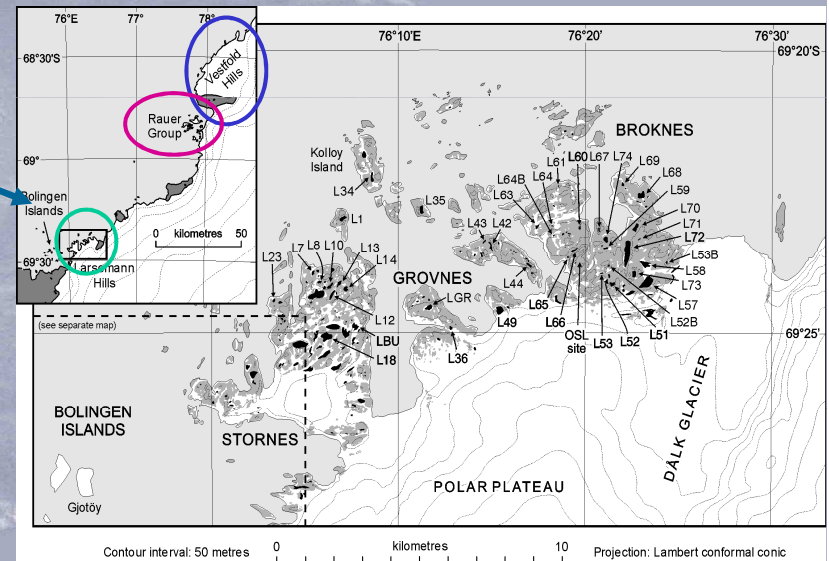 76°E 77° 78°
68°30'S
Vestfold
Hills
Rauer
Group
69°
Bolingen
Islands
0 kilometres 50
69°30'
Larsemann
Hills
76°10'E 76°20' 76°30'
69°20'S
BROKNES
Kolloy
Island
L34
L1
L35
L64B
L63
L64
L61
L60
L67
L74
L69
L68
L59
L70
L71
L72
L53B
L58
L73
L57
L52B
L51
L52
L53
OSL
site
L66
L65
L43
L42
L44
L49
GROVNES
LGR
L36
L23
L7
L8
L10
L13
L14
L12
LBU
L18
(see separate map)
69°25'
BOLINGEN
ISLANDS
STORNES
Gjotöy
POLAR PLATEAU
DÅLK GLACIER
Contour interval: 50 metres
0 kilometres 10
Projection: Lambert conformal conic